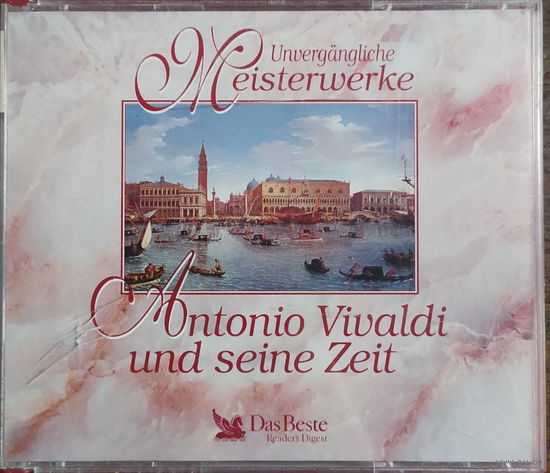 Unvergängliche
Meisterwerke
Antonio Vivaldi
und seine Zeit
Das Beste
Reader's Digest